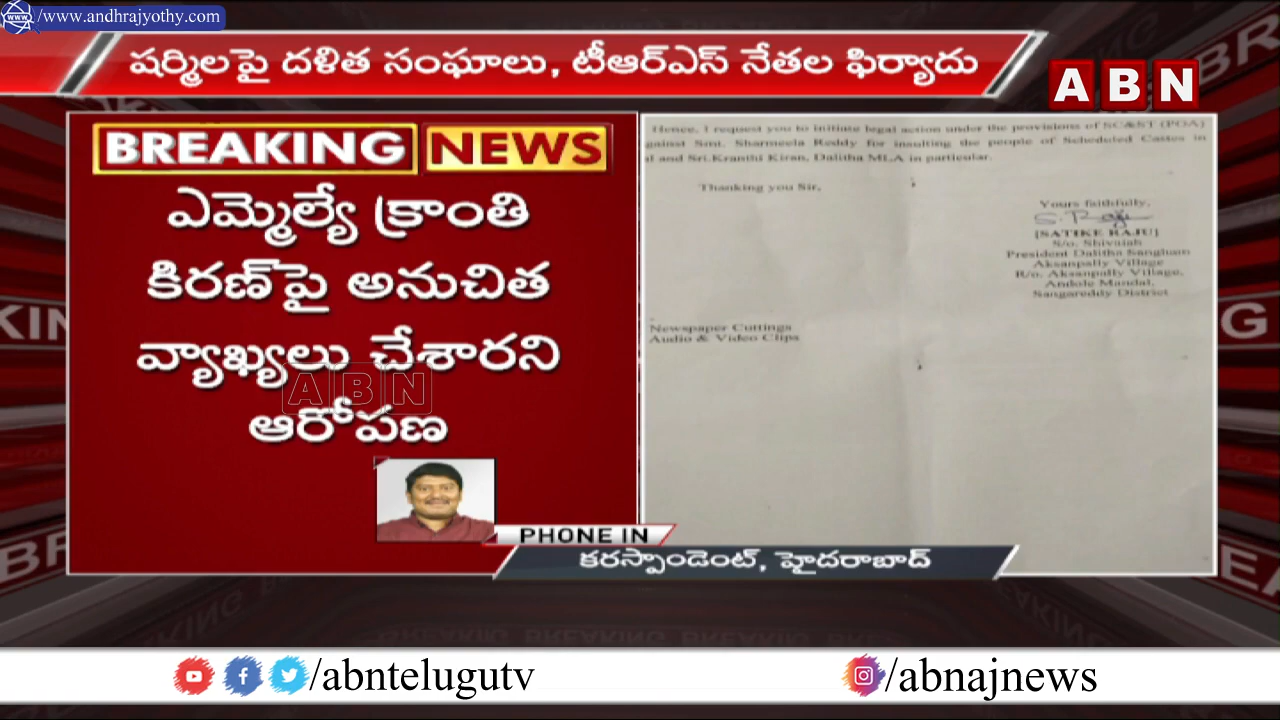 /www.andhrajyothy.com
షర్మిలపై దళిత సంఘాలు, టీఆర్ఎస్ నేతల ఫిర్యాదు
ABN
BREAKING NEWS
ఎమ్మెల్యే క్రాంతి
కిరణ్‌పై అనుచిత
వ్యాఖ్యలు చేశారని
ఆరోపణ
ABN
Hence, I request you to initiate legal action under the provisions of SC&ST (POA)
gainst Smt. Sharmeela Reddy for insulting the people of Scheduled Castes in
l and Sri.Kranthi Kiran, Dalitha MLA in particular.
Thanking you Sir,
Yours faithfully,
S. Raju
[SATIKE RAJU]
S/o. Shivaiah
President Dalitha Sangham
Aksanpally Village
R/o. Aksanpally Village,
Andole Mandal,
Sangareddy District
Newspaper Cuttings
Audio & Video Clips
PHONE IN
కరస్పాండెంట్, హైదరాబాద్
/abntelugutv
/abnajnews